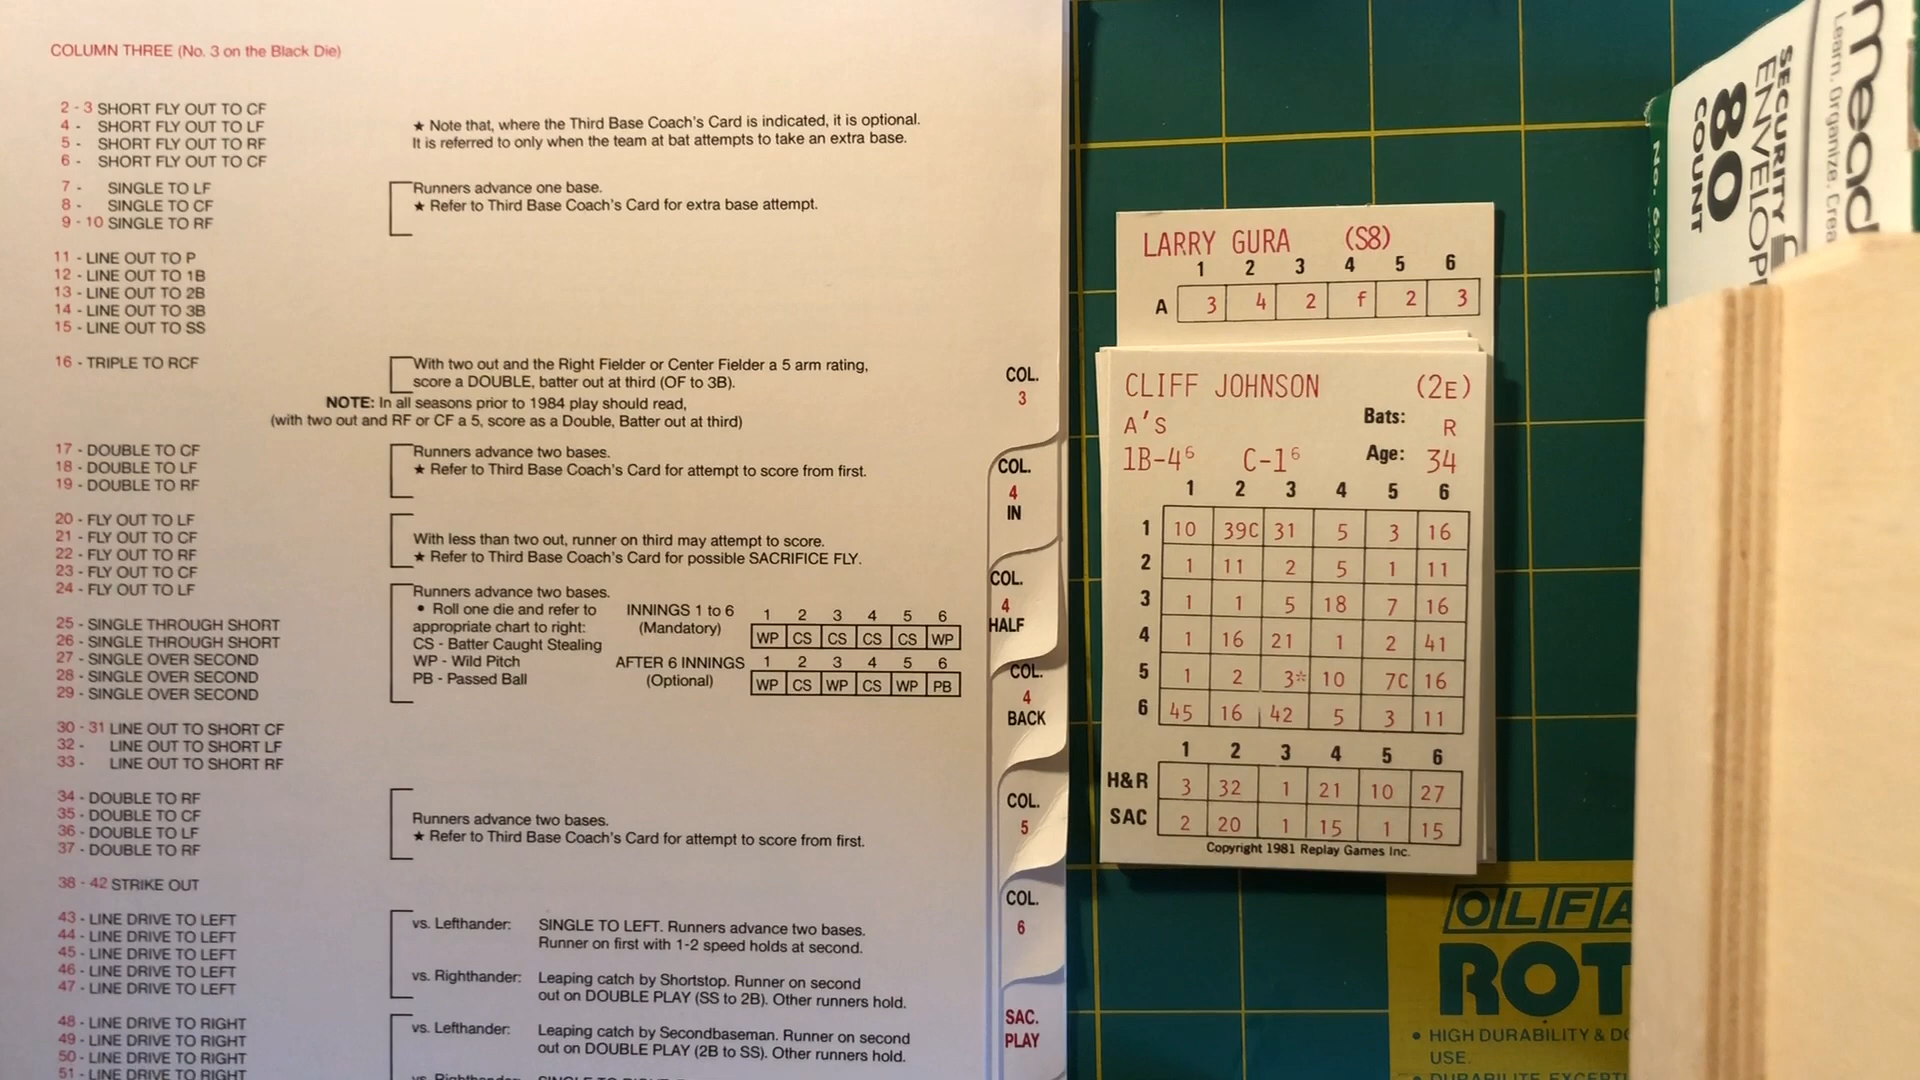 COLUMN THREE (No. 3 on the Black Die)
2 - 3 SHORT FLY OUT TO CF
4 - SHORT FLY OUT TO LF
5 - SHORT FLY OUT TO RF
6 - SHORT FLY OUT TO CF
★ Note that, where the Third Base Coach's Card is indicated, it is optional.
It is referred to only when the team at bat attempts to take an extra base.
7 - SINGLE TO LF
8 - SINGLE TO CF
9 - 10 SINGLE TO RF
Runners advance one base.
★ Refer to Third Base Coach's Card for extra base attempt.
11 - LINE OUT TO P
12 - LINE OUT TO 1B
13 - LINE OUT TO 2B
14 - LINE OUT TO 3B
15 - LINE OUT TO SS
16 - TRIPLE TO RCF
With two out and the Right Fielder or Center Fielder a 5 arm rating,
score a DOUBLE, batter out at third (OF to 3B).
NOTE: In all seasons prior to 1984 play should read,
(with two out and RF or CF a 5, score as a Double, Batter out at third)
17 - DOUBLE TO CF
18 - DOUBLE TO LF
19 - DOUBLE TO RF
Runners advance two bases.
★ Refer to Third Base Coach's Card for attempt to score from first.
20 - FLY OUT TO LF
21 - FLY OUT TO CF
22 - FLY OUT TO RF
23 - FLY OUT TO CF
24 - FLY OUT TO LF
With less than two out, runner on third may attempt to score.
★ Refer to Third Base Coach's Card for possible SACRIFICE FLY.
25 - SINGLE THROUGH SHORT
26 - SINGLE THROUGH SHORT
27 - SINGLE OVER SECOND
28 - SINGLE OVER SECOND
29 - SINGLE OVER SECOND
Runners advance two bases.
• Roll one die and refer to
appropriate chart to right:
CS - Batter Caught Stealing
WP - Wild Pitch
PB - Passed Ball
INNINGS 1 to 6
(Mandatory)
1 2 3 4 5 6
WP CS CS CS CS WP
AFTER 6 INNINGS
(Optional)
1 2 3 4 5 6
WP CS WP CS WP PB
30 - 31 LINE OUT TO SHORT CF
32 - LINE OUT TO SHORT LF
33 - LINE OUT TO SHORT RF
34 - DOUBLE TO RF
35 - DOUBLE TO CF
36 - DOUBLE TO LF
37 - DOUBLE TO RF
Runners advance two bases.
★ Refer to Third Base Coach's Card for attempt to score from first.
38 - 42 STRIKE OUT
43 - LINE DRIVE TO LEFT
44 - LINE DRIVE TO LEFT
45 - LINE DRIVE TO LEFT
46 - LINE DRIVE TO LEFT
47 - LINE DRIVE TO LEFT
vs. Lefthander: SINGLE TO LEFT. Runners advance two bases.
Runner on first with 1-2 speed holds at second.
vs. Righthander: Leaping catch by Shortstop. Runner on second
out on DOUBLE PLAY (SS to 2B). Other runners hold.
48 - LINE DRIVE TO RIGHT
49 - LINE DRIVE TO RIGHT
50 - LINE DRIVE TO RIGHT
51 - LINE DRIVE TO RIGHT
vs. Lefthander: Leaping catch by Secondbaseman. Runner on second
out on DOUBLE PLAY (2B to SS). Other runners hold.
COL.
3
COL.
4
IN
COL.
4
HALF
COL.
4
BACK
COL.
5
COL.
6
SAC.
PLAY
LARRY GURA (S8)
1 2 3 4 5 6
A 3 4 2 f 2 3
CLIFF JOHNSON (2E)
A'S Bats: R
1B-4⁶ C-1⁶ Age: 34
1 2 3 4 5 6
1 10 39C 31 5 3 16
2 1 11 2 5 1 11
3 1 1 5 18 7 16
4 1 16 21 1 2 41
5 1 2 3* 10 7C 16
6 45 16 42 5 3 11
1 2 3 4 5 6
H&R 3 32 1 21 10 27
SAC 2 20 1 15 1 15
Copyright 1981 Replay Games Inc.
mead
Learn. Organize.
SECURITY
80
COUNT
OLFA
ROT
• HIGH DURABILITY &
USE.